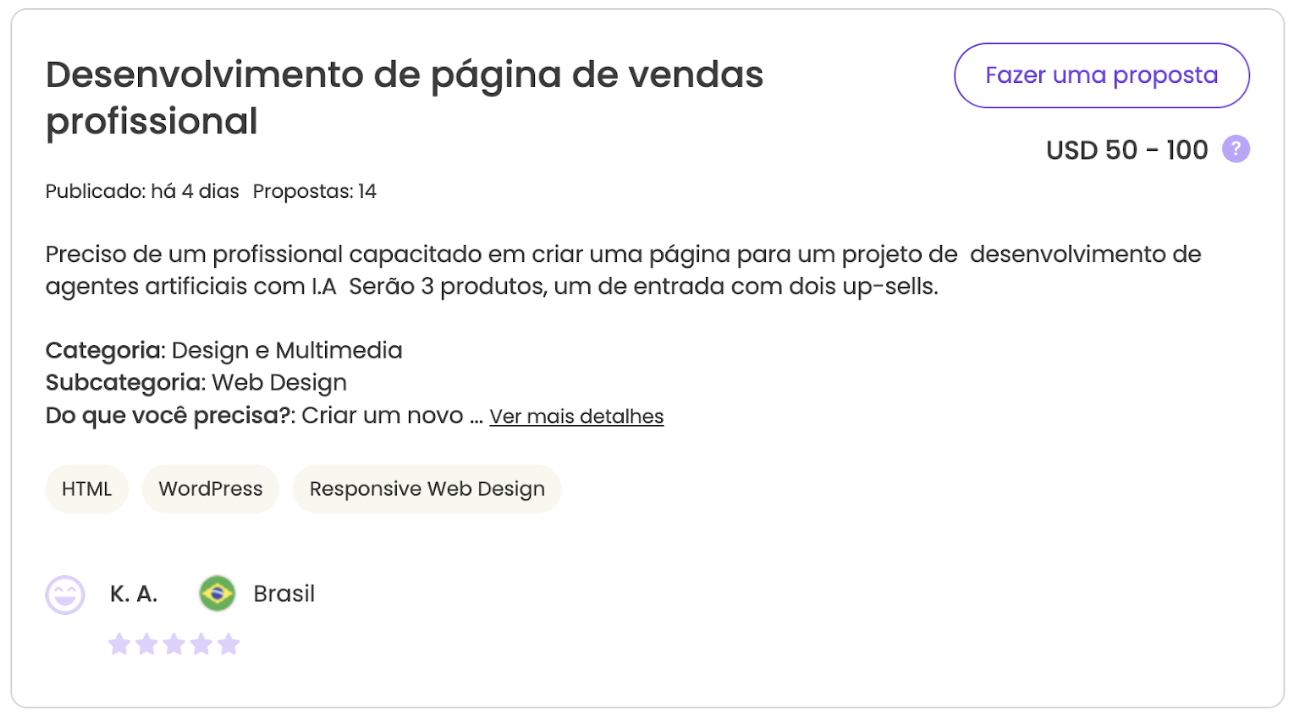 Desenvolvimento de página de vendas
profissional
Fazer uma proposta
USD 50 - 100 ?
Publicado: há 4 dias Propostas: 14
Preciso de um profissional capacitado em criar uma página para um projeto de  desenvolvimento de
agentes artificiais com I.A  Serão 3 produtos, um de entrada com dois up-sells.
Categoria: Design e Multimedia
Subcategoria: Web Design
Do que você precisa?: Criar um novo ... Ver mais detalhes
HTML WordPress Responsive Web Design
K. A. Brasil